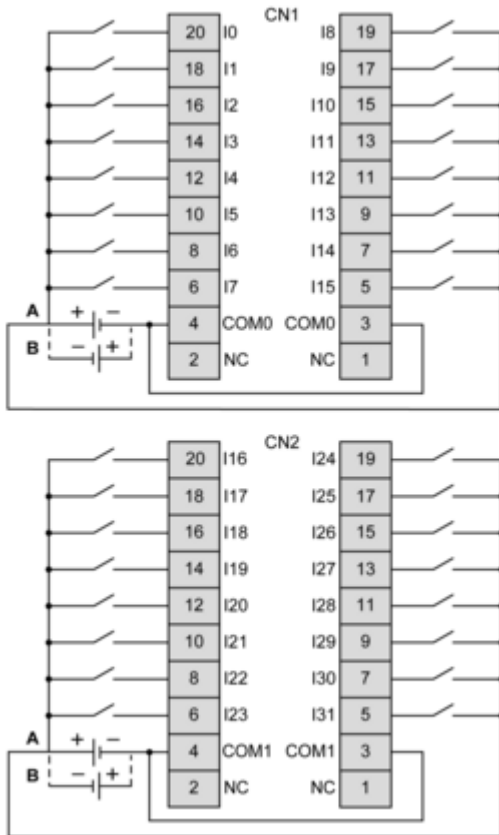 CN1
20 I0 I8 19
18 I1 I9 17
16 I2 I10 15
14 I3 I11 13
12 I4 I12 11
10 I5 I13 9
8 I6 I14 7
6 I7 I15 5
A + − 4 COM0 COM0 3
B − + 2 NC NC 1
CN2
20 I16 I24 19
18 I17 I25 17
16 I18 I26 15
14 I19 I27 13
12 I20 I28 11
10 I21 I29 9
8 I22 I30 7
6 I23 I31 5
A + − 4 COM1 COM1 3
B − + 2 NC NC 1